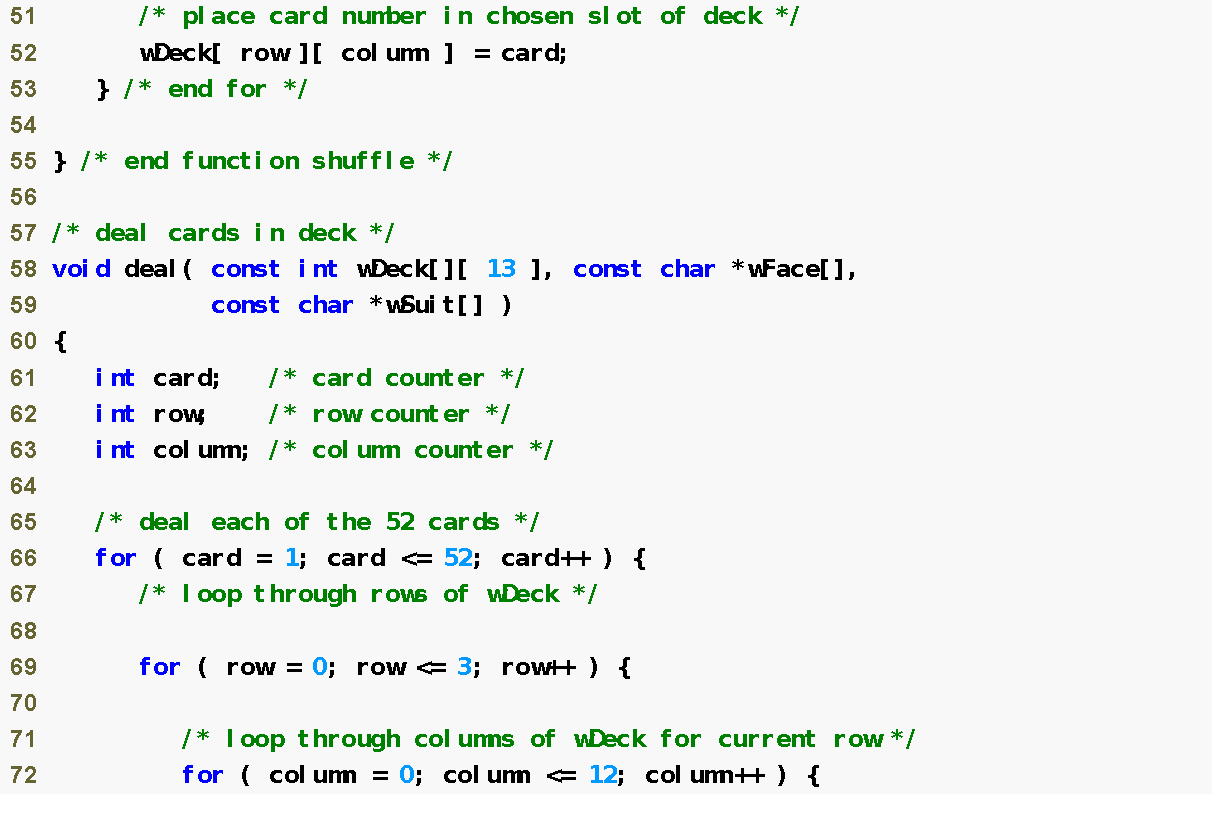 51       /* place card number in chosen slot of deck */
52       wDeck[ row ][ column ] = card;
53    } /* end for */
54
55 } /* end function shuffle */
56
57 /* deal cards in deck */
58 void deal( const int wDeck[][ 13 ], const char *wFace[],
59            const char *wSuit[] )
60 {
61    int card;   /* card counter */
62    int row;    /* row counter */
63    int column; /* column counter */
64
65    /* deal each of the 52 cards */
66    for ( card = 1; card <= 52; card++ ) {
67       /* loop through rows of wDeck */
68
69       for ( row = 0; row <= 3; row++ ) {
70
71          /* loop through columns of wDeck for current row */
72          for ( column = 0; column <= 12; column++ ) {